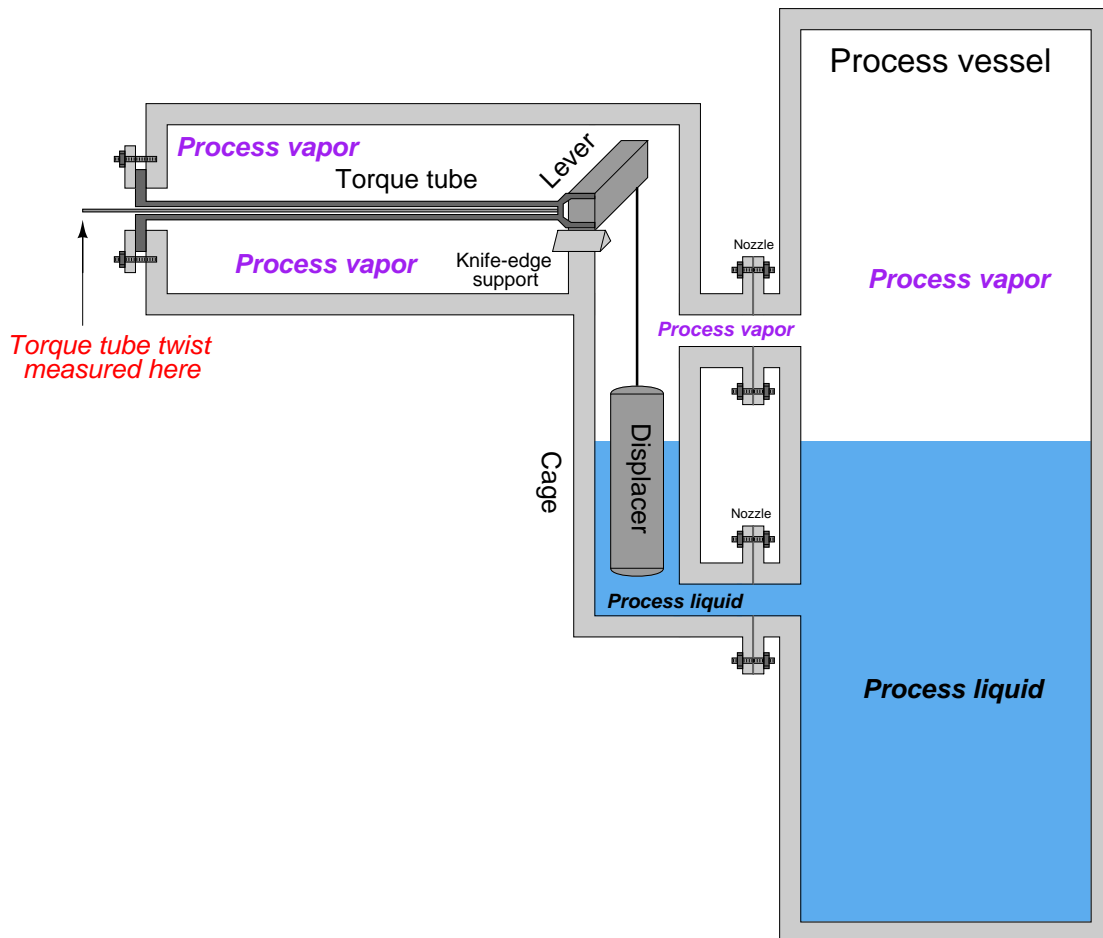 Process vessel
Process vapor
Lever
Torque tube
Nozzle
Process vapor
Knife-edge
support
Process vapor
Process vapor
Torque tube twist
measured here
Displacer
Cage
Nozzle
Process liquid
Process liquid